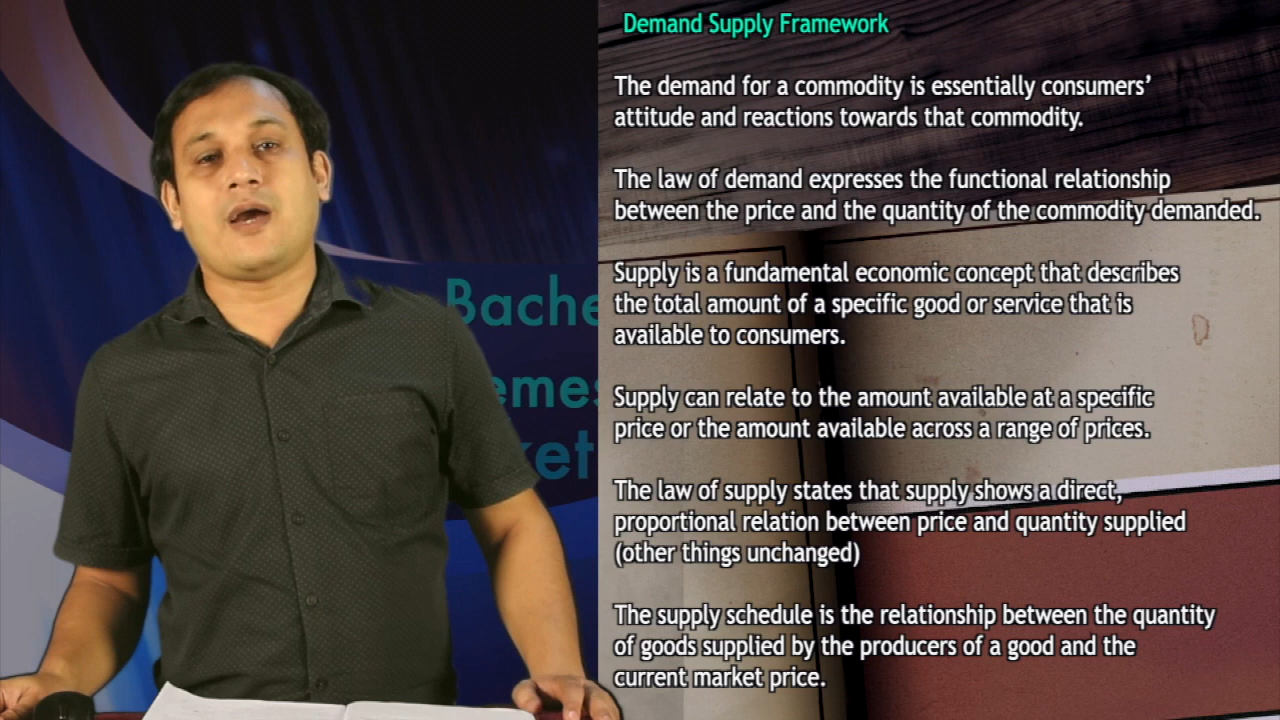 Demand Supply Framework
The demand for a commodity is essentially consumers’
attitude and reactions towards that commodity.
The law of demand expresses the functional relationship
between the price and the quantity of the commodity demanded.
Supply is a fundamental economic concept that describes
the total amount of a specific good or service that is
available to consumers.
Supply can relate to the amount available at a specific
price or the amount available across a range of prices.
The law of supply states that supply shows a direct,
proportional relation between price and quantity supplied
(other things unchanged)
The supply schedule is the relationship between the quantity
of goods supplied by the producers of a good and the
current market price.
Bache
emes
ket